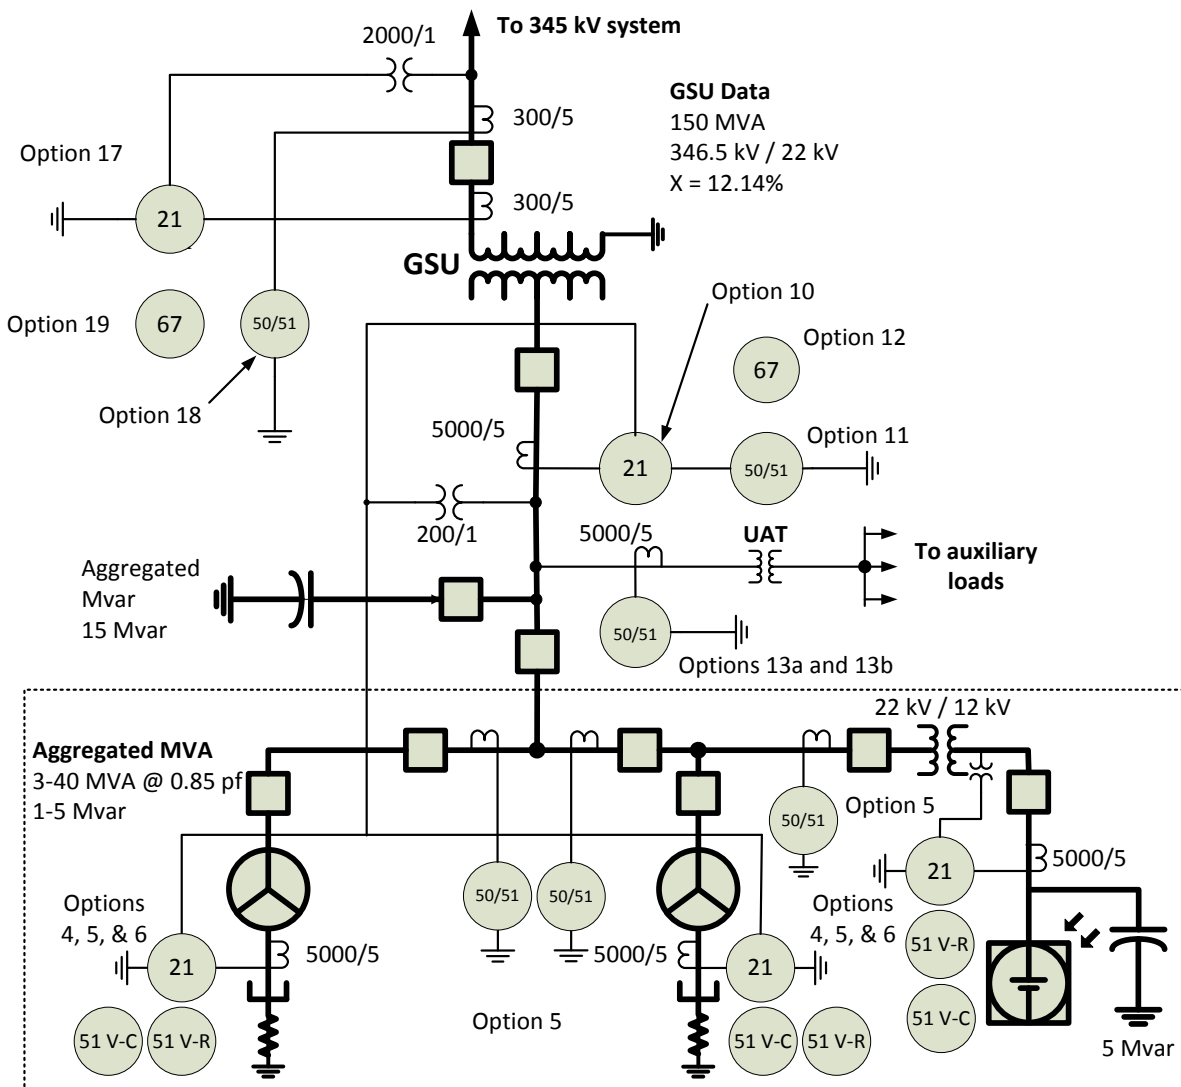 To 345 kV system
2000/1
GSU Data
150 MVA
346.5 kV / 22 kV
X = 12.14%
300/5
Option 17
300/5
21
GSU
Option 10
Option 19
67
50/51
Option 12
67
Option 18
5000/5
Option 11
21
50/51
200/1
5000/5
UAT
To auxiliary
loads
Aggregated
Mvar
15 Mvar
50/51
Options 13a and 13b
22 kV / 12 kV
Aggregated MVA
3-40 MVA @ 0.85 pf
1-5 Mvar
Option 5
50/51
5000/5
21
50/51
50/51
Options
4, 5, & 6
Options
4, 5, & 6
51 V-R
5000/5
5000/5
21
21
51 V-C
Option 5
51 V-C
51 V-R
51 V-C
51 V-R
5 Mvar